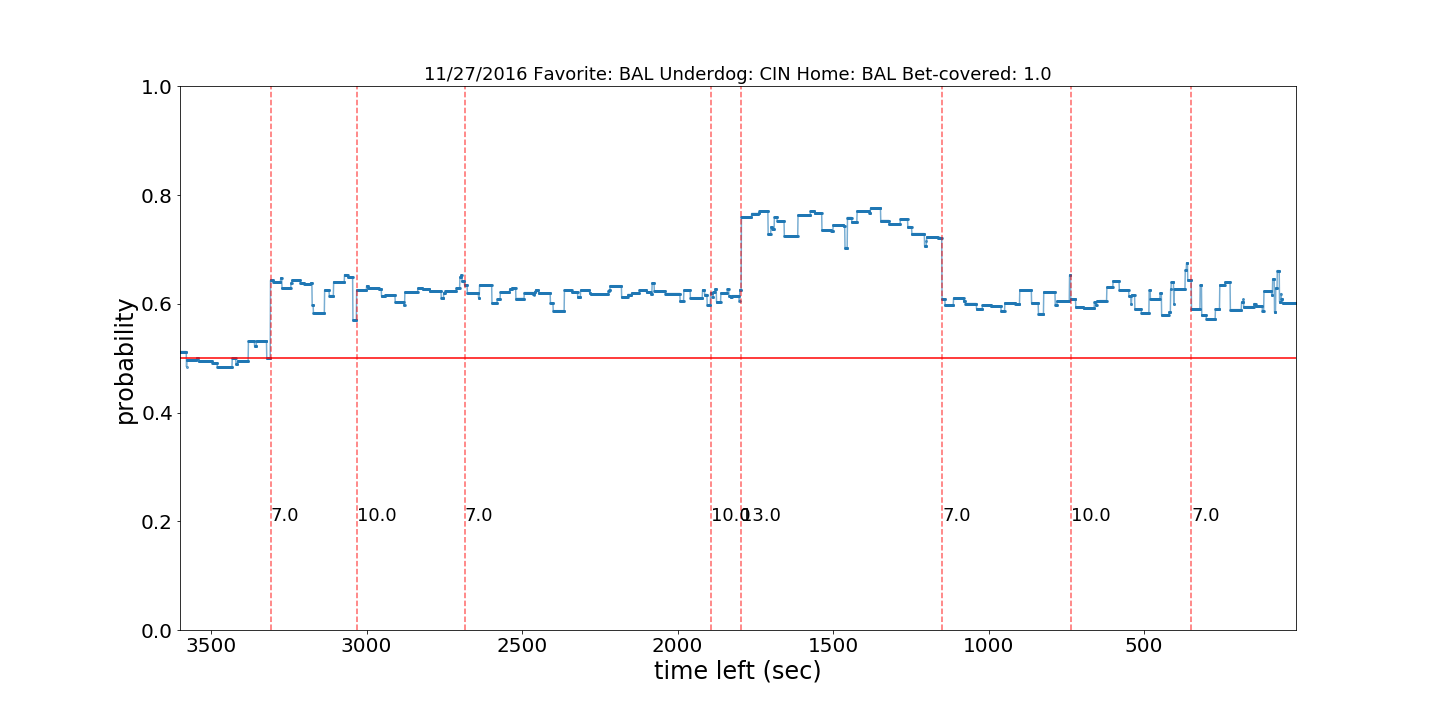 11/27/2016 Favorite: BAL Underdog: CIN Home: BAL Bet-covered: 1.0
1.0
0.8
0.6
0.4
0.2
0.0
probability
7.0 10.0 7.0 10.0 13.0 7.0 10.0 7.0
3500 3000 2500 2000 1500 1000 500
time left (sec)